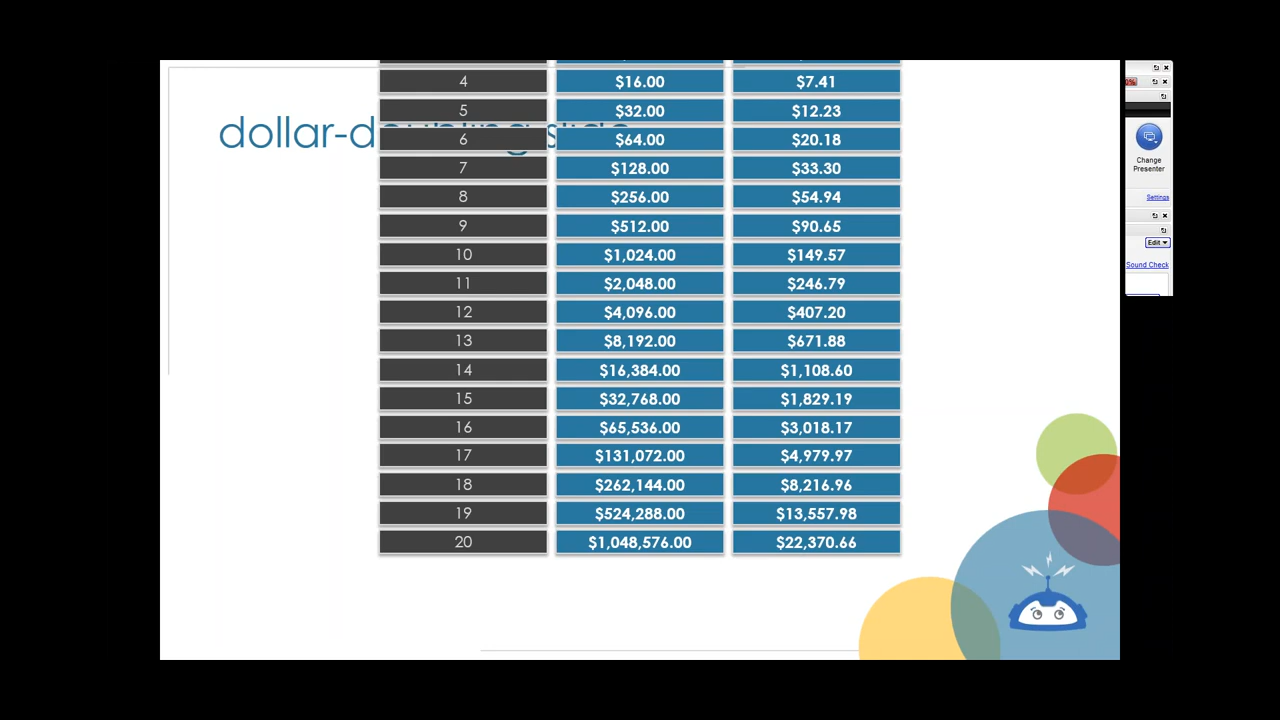 4 $16.00 $7.41
5 $32.00 $12.23
dollar-d
6 $64.00 $20.18
7 $128.00 $33.30
8 $256.00 $54.94
9 $512.00 $90.65
10 $1,024.00 $149.57
11 $2,048.00 $246.79
12 $4,096.00 $407.20
13 $8,192.00 $671.88
14 $16,384.00 $1,108.60
15 $32,768.00 $1,829.19
16 $65,536.00 $3,018.17
17 $131,072.00 $4,979.97
18 $262,144.00 $8,216.96
19 $524,288.00 $13,557.98
20 $1,048,576.00 $22,370.66
Change
Presenter
Settings
Edit
Sound Check